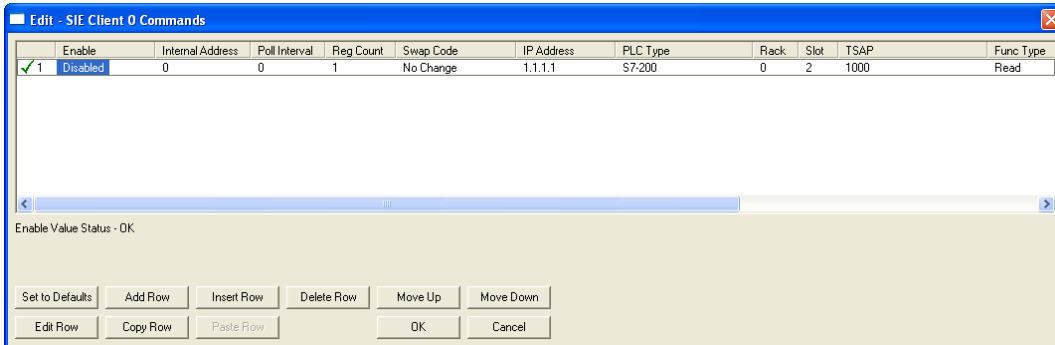 Edit - SIE Client 0 Commands
Enable Internal Address Poll Interval Reg Count Swap Code IP Address PLC Type Rack Slot TSAP Func Type
1 Disabled 0 0 1 No Change 1.1.1.1 S7-200 0 2 1000 Read
Enable Value Status - OK
Set to Defaults Add Row Insert Row Delete Row Move Up Move Down
Edit Row Copy Row Paste Row OK Cancel